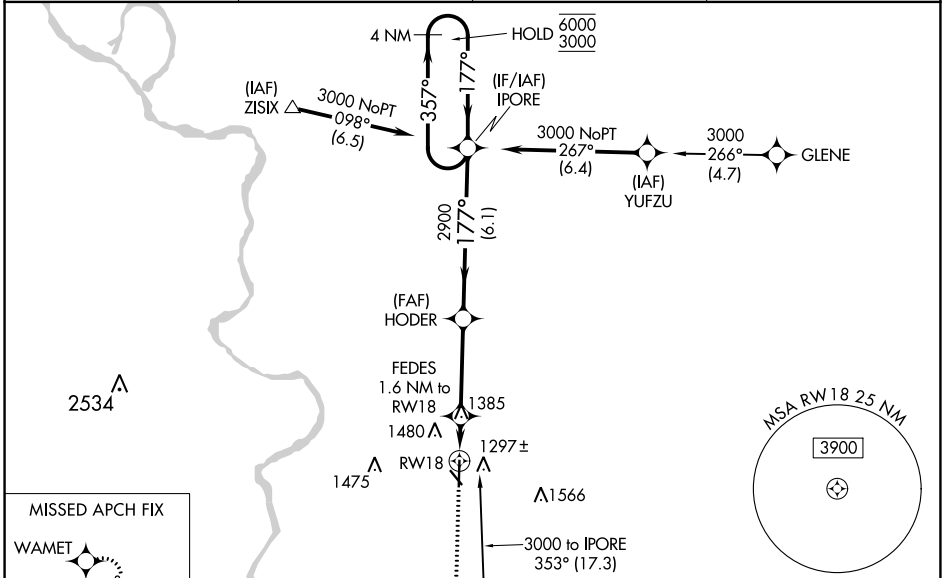 4 NM
HOLD
6000
3000
357°
177°
(IAF)
ZISIX
3000 NoPT
098°
(6.5)
(IF/IAF)
IPORE
3000 NoPT
267°
(6.4)
(IAF)
YUFZU
3000
266°
(4.7)
GLENE
2900
177°
(6.1)
(FAF)
HODER
FEDES
1.6 NM to
RW18
1385
1480
2534
1475
RW18
1297±
1566
3000 to IPORE
353° (17.3)
MSA RW18 25 NM
3900
MISSED APCH FIX
WAMET